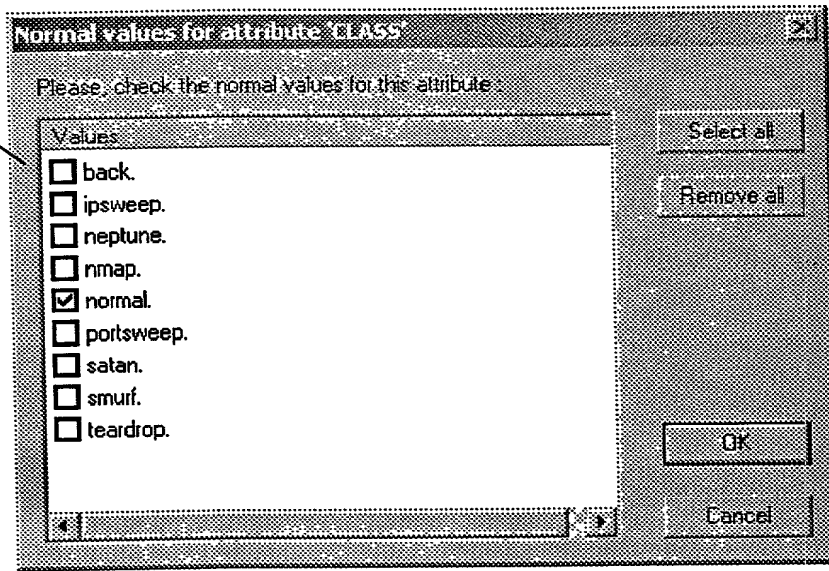 Normal values for attribute 'CLASS'
Please, check the normal values for this attribute :
Values
back.
ipsweep.
neptune.
nmap.
normal.
portsweep.
satan.
smurf.
teardrop.
Select all
Remove all
OK
Cancel